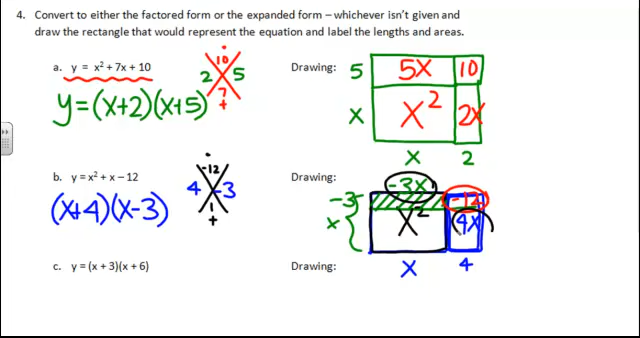 4. Convert to either the factored form or the expanded form – whichever isn't given and
draw the rectangle that would represent the equation and label the lengths and areas.
a. y = x² + 7x + 10
10
2 5
7
+
y=(x+2)(x+5)
Drawing:
5 5x 10
x x² 2x
x 2
b. y = x² + x – 12
-12
4 -3
1
+
(x+4)(x-3)
Drawing:
-3x
-3 -12
x x² 4x
x 4
c. y = (x + 3)(x + 6)
Drawing: